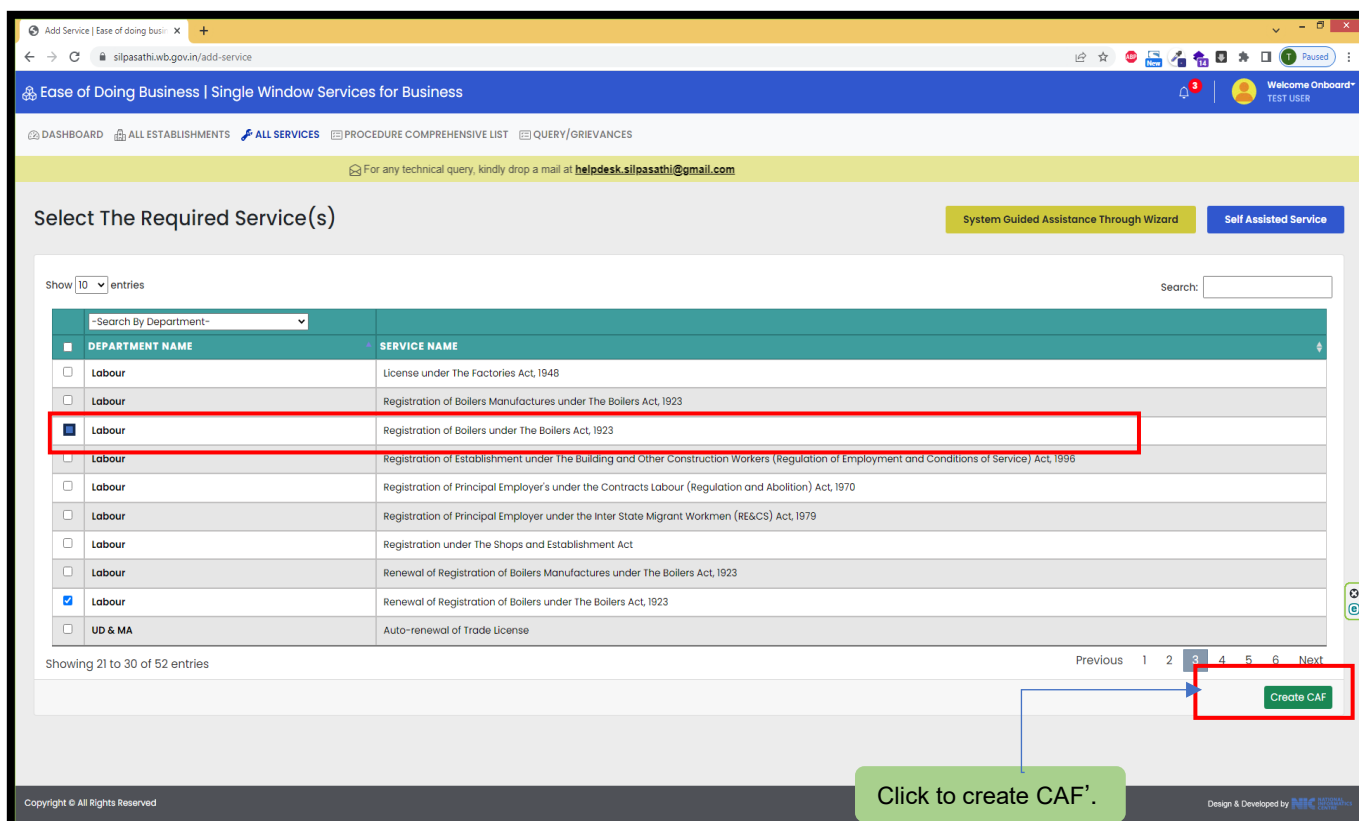 Add Service | Ease of doing busi
silpasathi.wb.gov.in/add-service
ABP
New
14
T Paused
Ease of Doing Business | Single Window Services for Business
3
Welcome Onboard
TEST USER
DASHBOARD ALL ESTABLISHMENTS ALL SERVICES PROCEDURE COMPREHENSIVE LIST QUERY/GRIEVANCES
For any technical query, kindly drop a mail at helpdesk.silpasathi@gmail.com
Select The Required Service(s)
System Guided Assistance Through Wizard Self Assisted Service
Show 10 entries Search:
-Search By Department-
DEPARTMENT NAME SERVICE NAME
Labour License under The Factories Act, 1948
Labour Registration of Boilers Manufactures under The Boilers Act, 1923
Labour Registration of Boilers under The Boilers Act, 1923
Labour Registration of Establishment under The Building and Other Construction Workers (Regulation of Employment and Conditions of Service) Act, 1996
Labour Registration of Principal Employer's under the Contracts Labour (Regulation and Abolition) Act, 1970
Labour Registration of Principal Employer under the Inter State Migrant Workmen (RE&CS) Act, 1979
Labour Registration under The Shops and Establishment Act
Labour Renewal of Registration of Boilers Manufactures under The Boilers Act, 1923
Labour Renewal of Registration of Boilers under The Boilers Act, 1923
UD & MA Auto-renewal of Trade License
Showing 21 to 30 of 52 entries Previous 1 2 3 4 5 6 Next
Create CAF
Click to create CAF’.
Copyright © All Rights Reserved Design & Developed by NIC NATIONAL INFORMATICS CENTRE